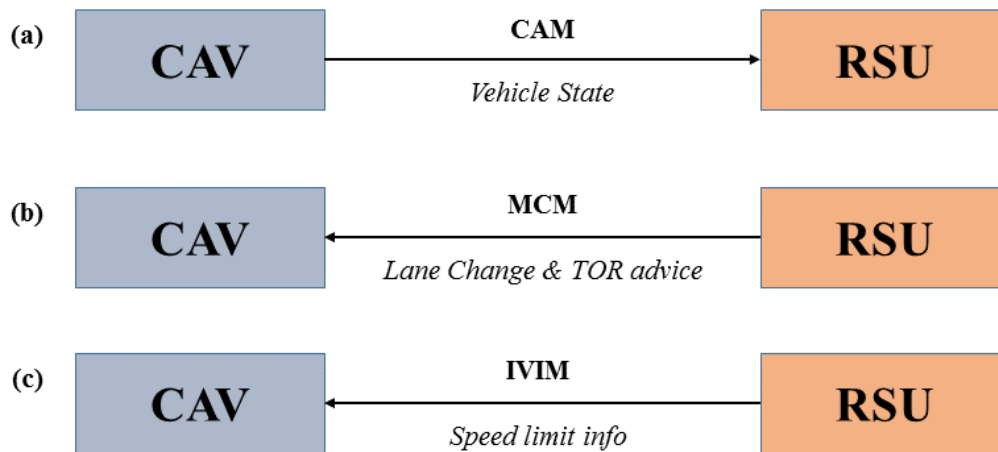 (a)
CAV
CAM
Vehicle State
RSU
(b)
CAV
MCM
Lane Change & TOR advice
RSU
(c)
CAV
IVIM
Speed limit info
RSU